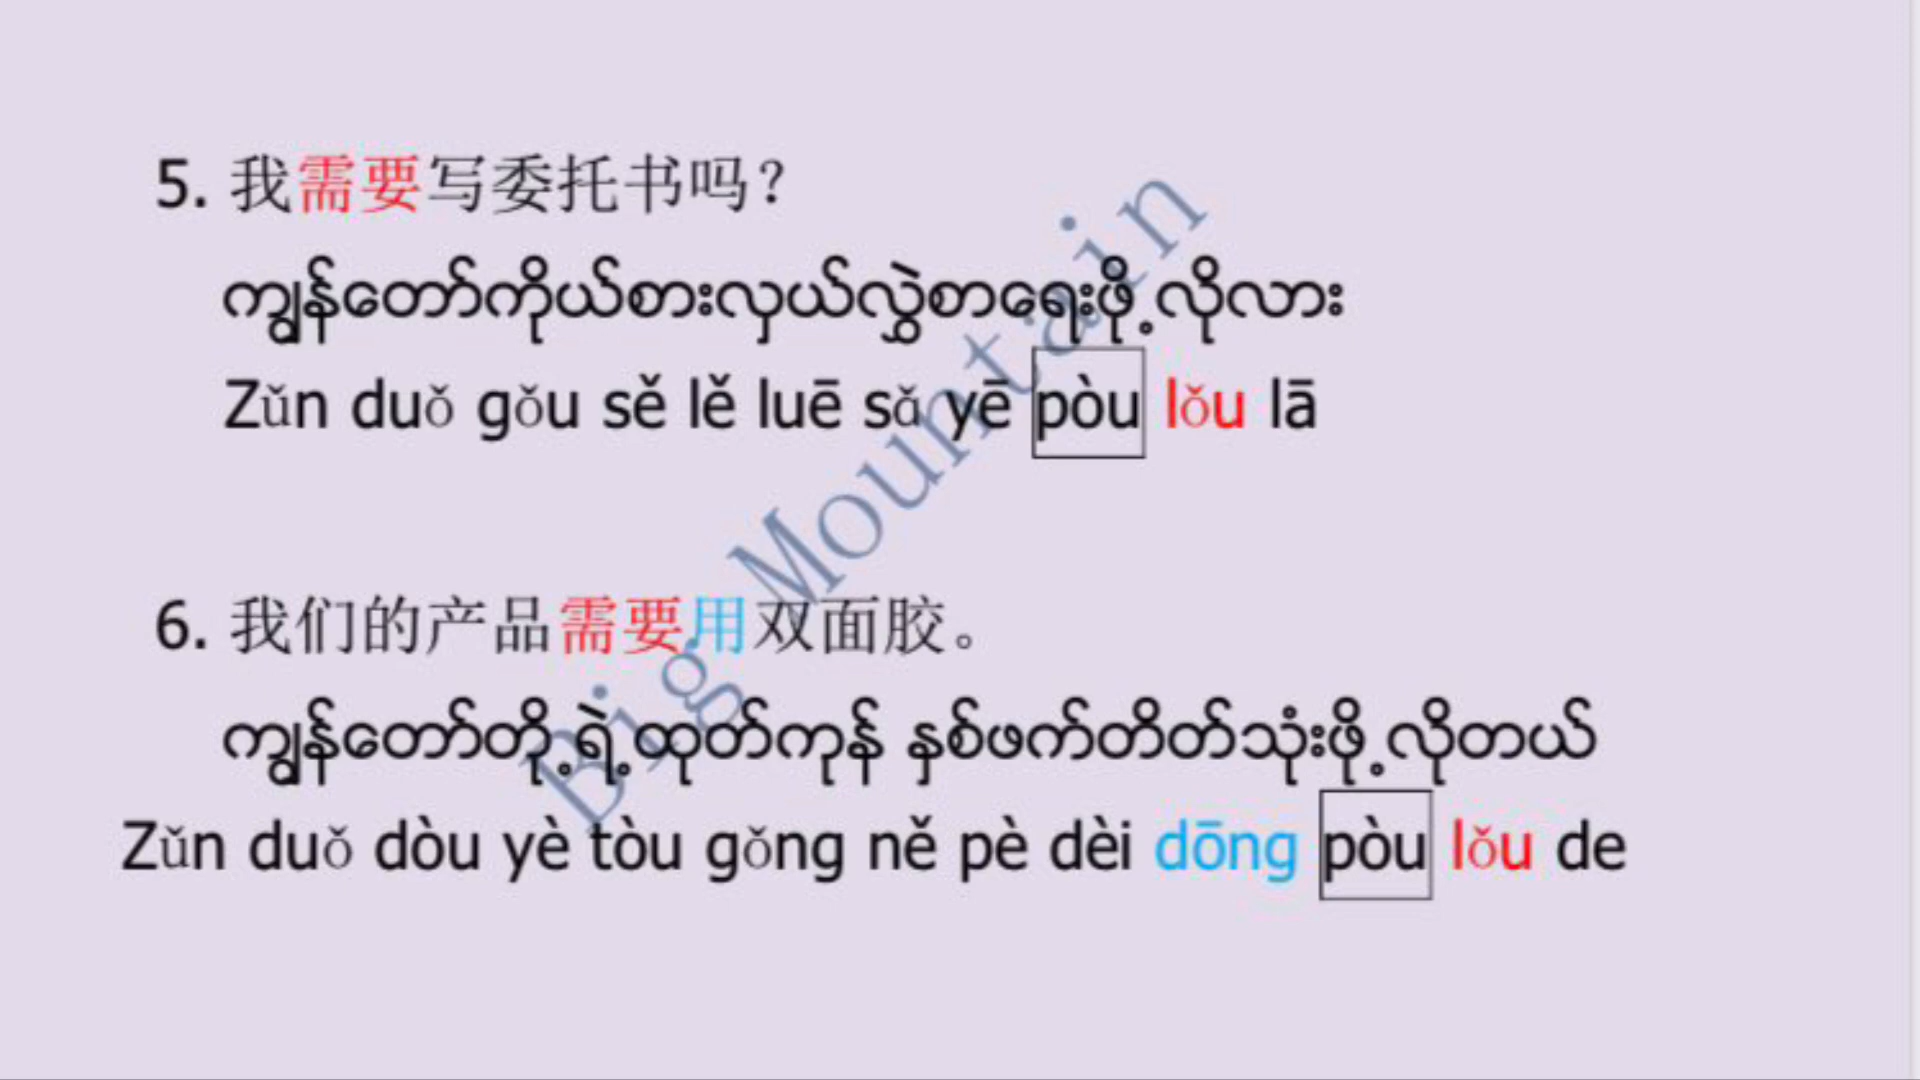 5. 我需要写委托书吗?
ကျွန်တော်ကိုယ်စားလှယ်လွှဲစာရေးဖို့လိုလား
Zǔn duǒ gǒu sě lě luē sǎ yē pòu lǒu lā
6. 我们的产品需要用双面胶。
ကျွန်တော်တို့ရဲ့ထုတ်ကုန် နှစ်ဖက်တိတ်သုံးဖို့လိုတယ်
Zǔn duǒ dòu yè tòu gǒng ně pè dèi dōng pòu lǒu de
Big Mountain